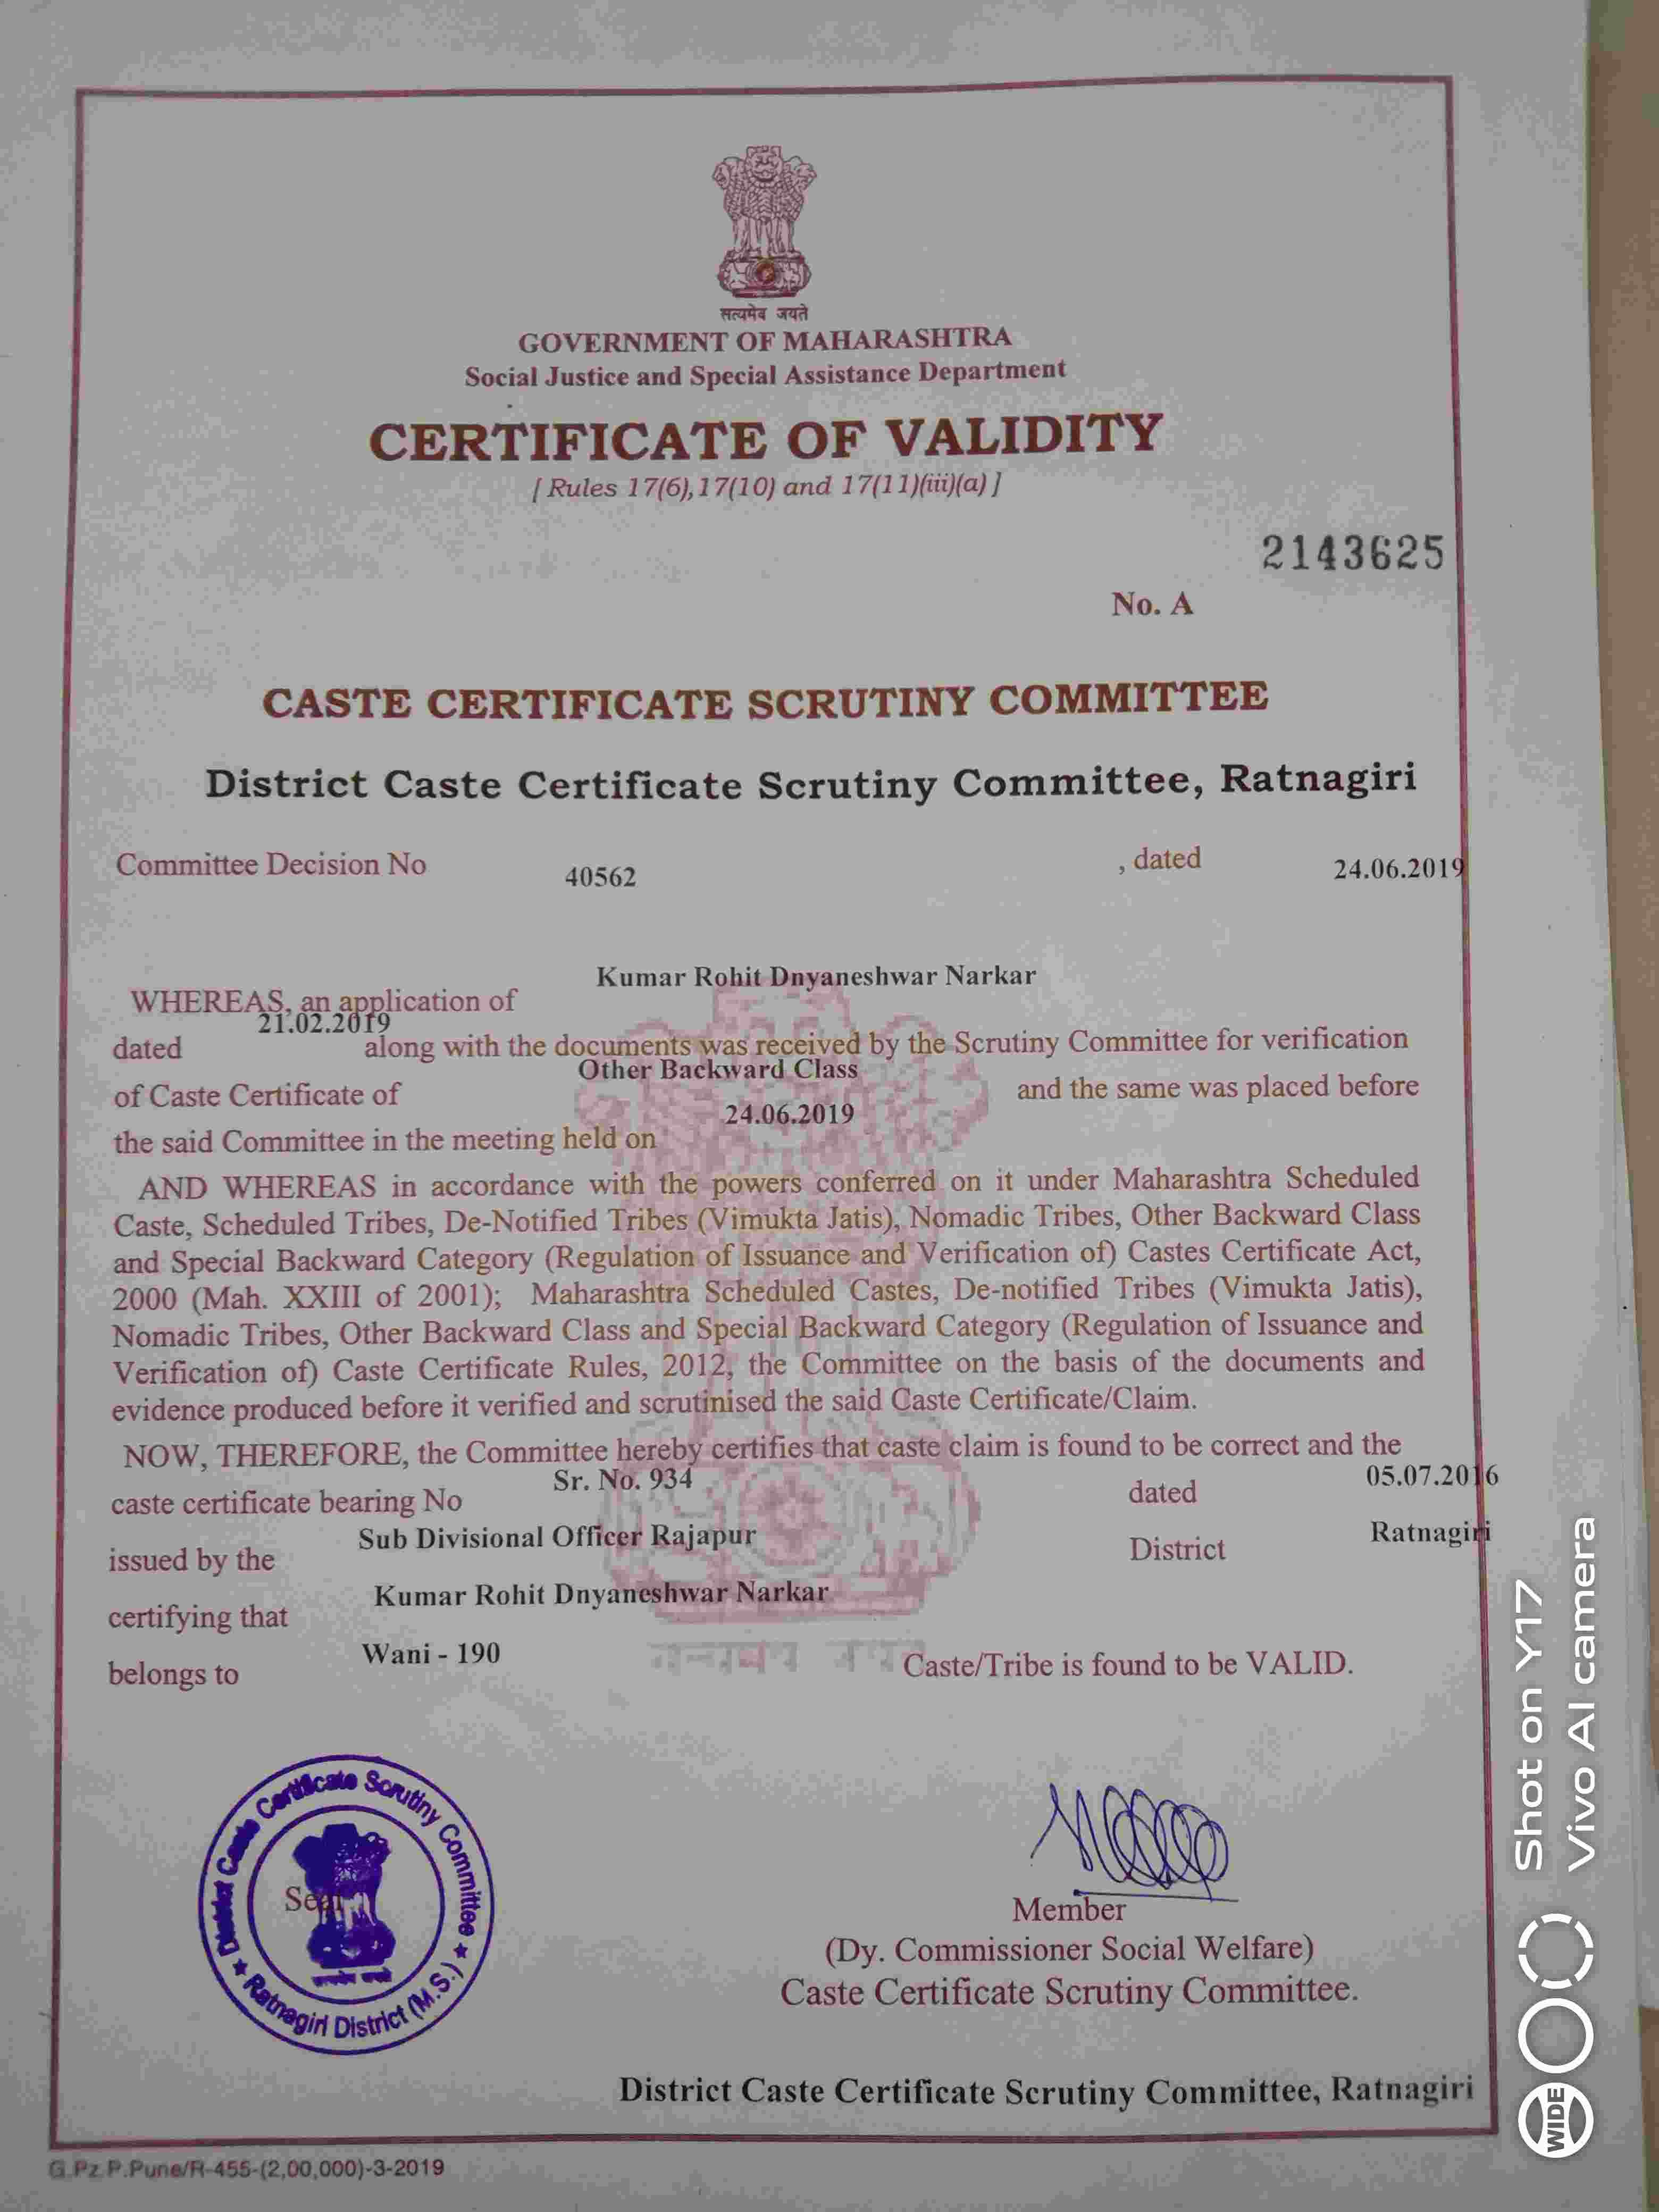 सत्यमेव जयते
GOVERNMENT OF MAHARASHTRA
Social Justice and Special Assistance Department
CERTIFICATE OF VALIDITY
[ Rules 17(6),17(10) and 17(11)(iii)(a) ]
2143625
No. A
CASTE CERTIFICATE SCRUTINY COMMITTEE
District Caste Certificate Scrutiny Committee, Ratnagiri
Committee Decision No 40562 , dated 24.06.2019
WHEREAS, an application of Kumar Rohit Dnyaneshwar Narkar
dated 21.02.2019 along with the documents was received by the Scrutiny Committee for verification
of Caste Certificate of Other Backward Class and the same was placed before
the said Committee in the meeting held on 24.06.2019
AND WHEREAS in accordance with the powers conferred on it under Maharashtra Scheduled
Caste, Scheduled Tribes, De-Notified Tribes (Vimukta Jatis), Nomadic Tribes, Other Backward Class
and Special Backward Category (Regulation of Issuance and Verification of) Castes Certificate Act,
2000 (Mah. XXIII of 2001); Maharashtra Scheduled Castes, De-notified Tribes (Vimukta Jatis),
Nomadic Tribes, Other Backward Class and Special Backward Category (Regulation of Issuance and
Verification of) Caste Certificate Rules, 2012, the Committee on the basis of the documents and
evidence produced before it verified and scrutinised the said Caste Certificate/Claim.
NOW, THEREFORE, the Committee hereby certifies that caste claim is found to be correct and the
caste certificate bearing No Sr. No. 934 dated 05.07.2016
issued by the Sub Divisional Officer Rajapur District Ratnagiri
certifying that Kumar Rohit Dnyaneshwar Narkar
belongs to Wani - 190 Caste/Tribe is found to be VALID.
District Caste Certificate Scrutiny Committee ★ Ratnagiri District (M.S.) ★
Seal
Member
(Dy. Commissioner Social Welfare)
Caste Certificate Scrutiny Committee.
District Caste Certificate Scrutiny Committee, Ratnagiri
G.Pz.P.Pune/R-455-(2,00,000)-3-2019
WIDE
Shot on Y17
Vivo AI camera